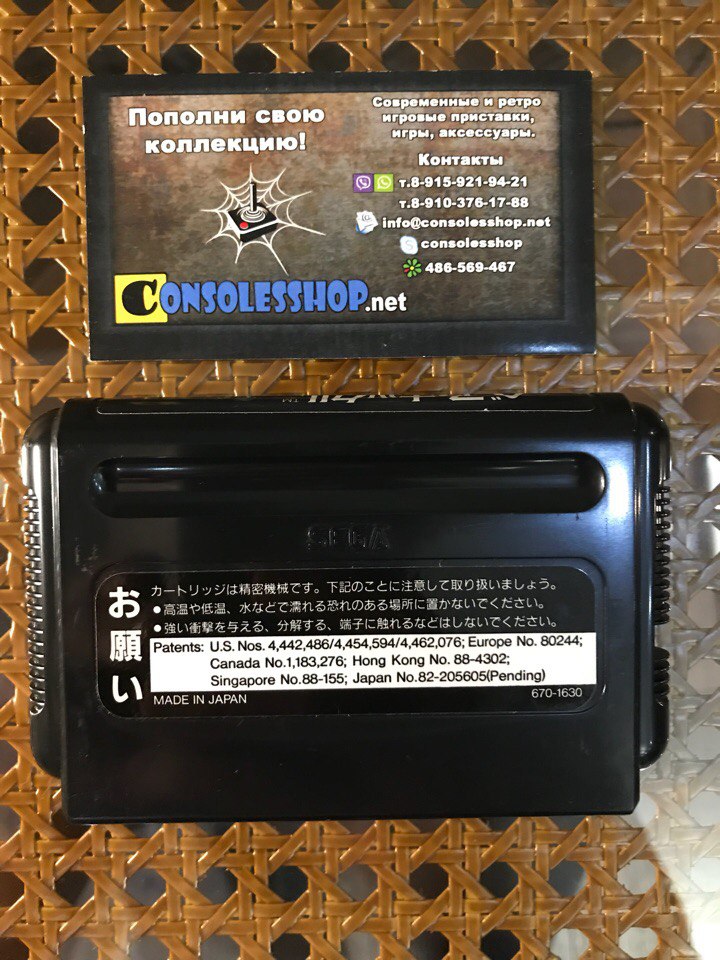 Пополни свою
коллекцию!
Современные и ретро
игровые приставки,
игры, аксессуары.
Контакты
т.8-915-921-94-21
т.8-910-376-17-88
info@consolesshop.net
consolesshop
486-569-467
CONSOLESSHOP.net
SEGA
お願い
カートリッジは精密機械です。下記のことに注意して取り扱いましょう。
●高温や低温、水などで濡れる恐れのある場所に置かないでください。
●強い衝撃を与える、分解する、端子に触れるなどはしないでください。
Patents: U.S. Nos. 4,442,486/4,454,594/4,462,076; Europe No. 80244;
Canada No.1,183,276; Hong Kong No. 88-4302;
Singapore No.88-155; Japan No.82-205605(Pending)
MADE IN JAPAN
670-1630